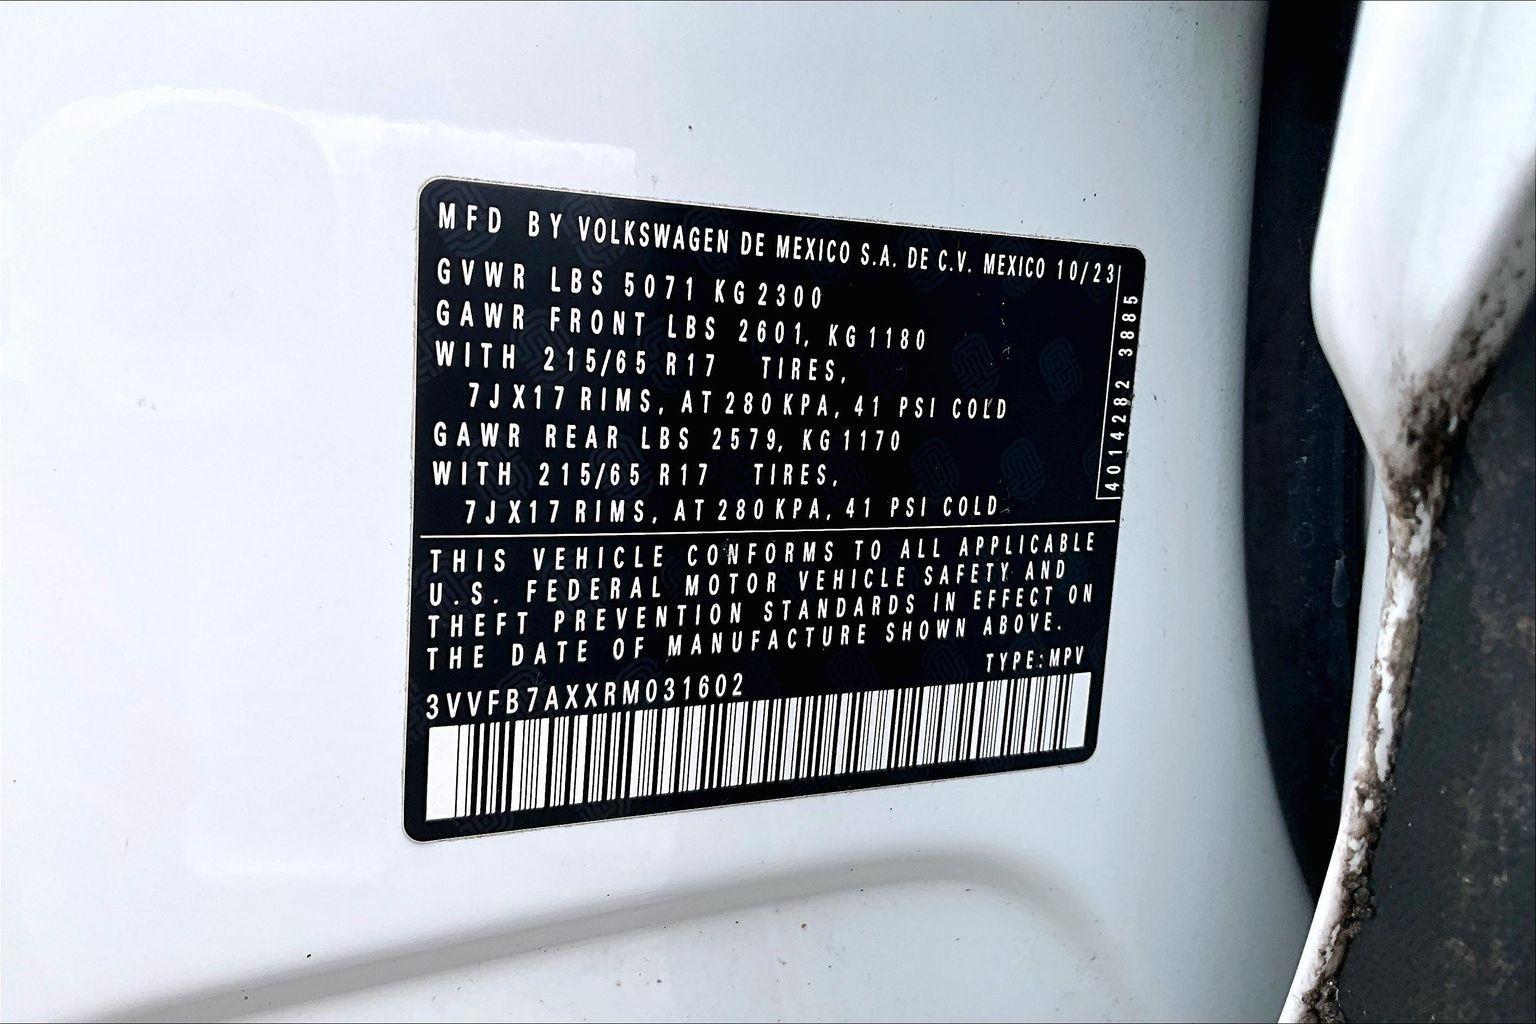 MFD BY VOLKSWAGEN DE MEXICO S.A. DE C.V. MEXICO 10/23
GVWR LBS 5071 KG 2300
GAWR FRONT LBS 2601, KG 1180
WITH 215/65 R17 TIRES,
7J X17 RIMS, AT 280 KPA, 41 PSI COLD
GAWR REAR LBS 2579, KG 1170
WITH 215/65 R17 TIRES,
7J X17 RIMS, AT 280 KPA, 41 PSI COLD
4014282 3885
THIS VEHICLE CONFORMS TO ALL APPLICABLE
U.S. FEDERAL MOTOR VEHICLE SAFETY AND
THEFT PREVENTION STANDARDS IN EFFECT ON
THE DATE OF MANUFACTURE SHOWN ABOVE.
TYPE: MPV
3VVFB7AXXRM031602